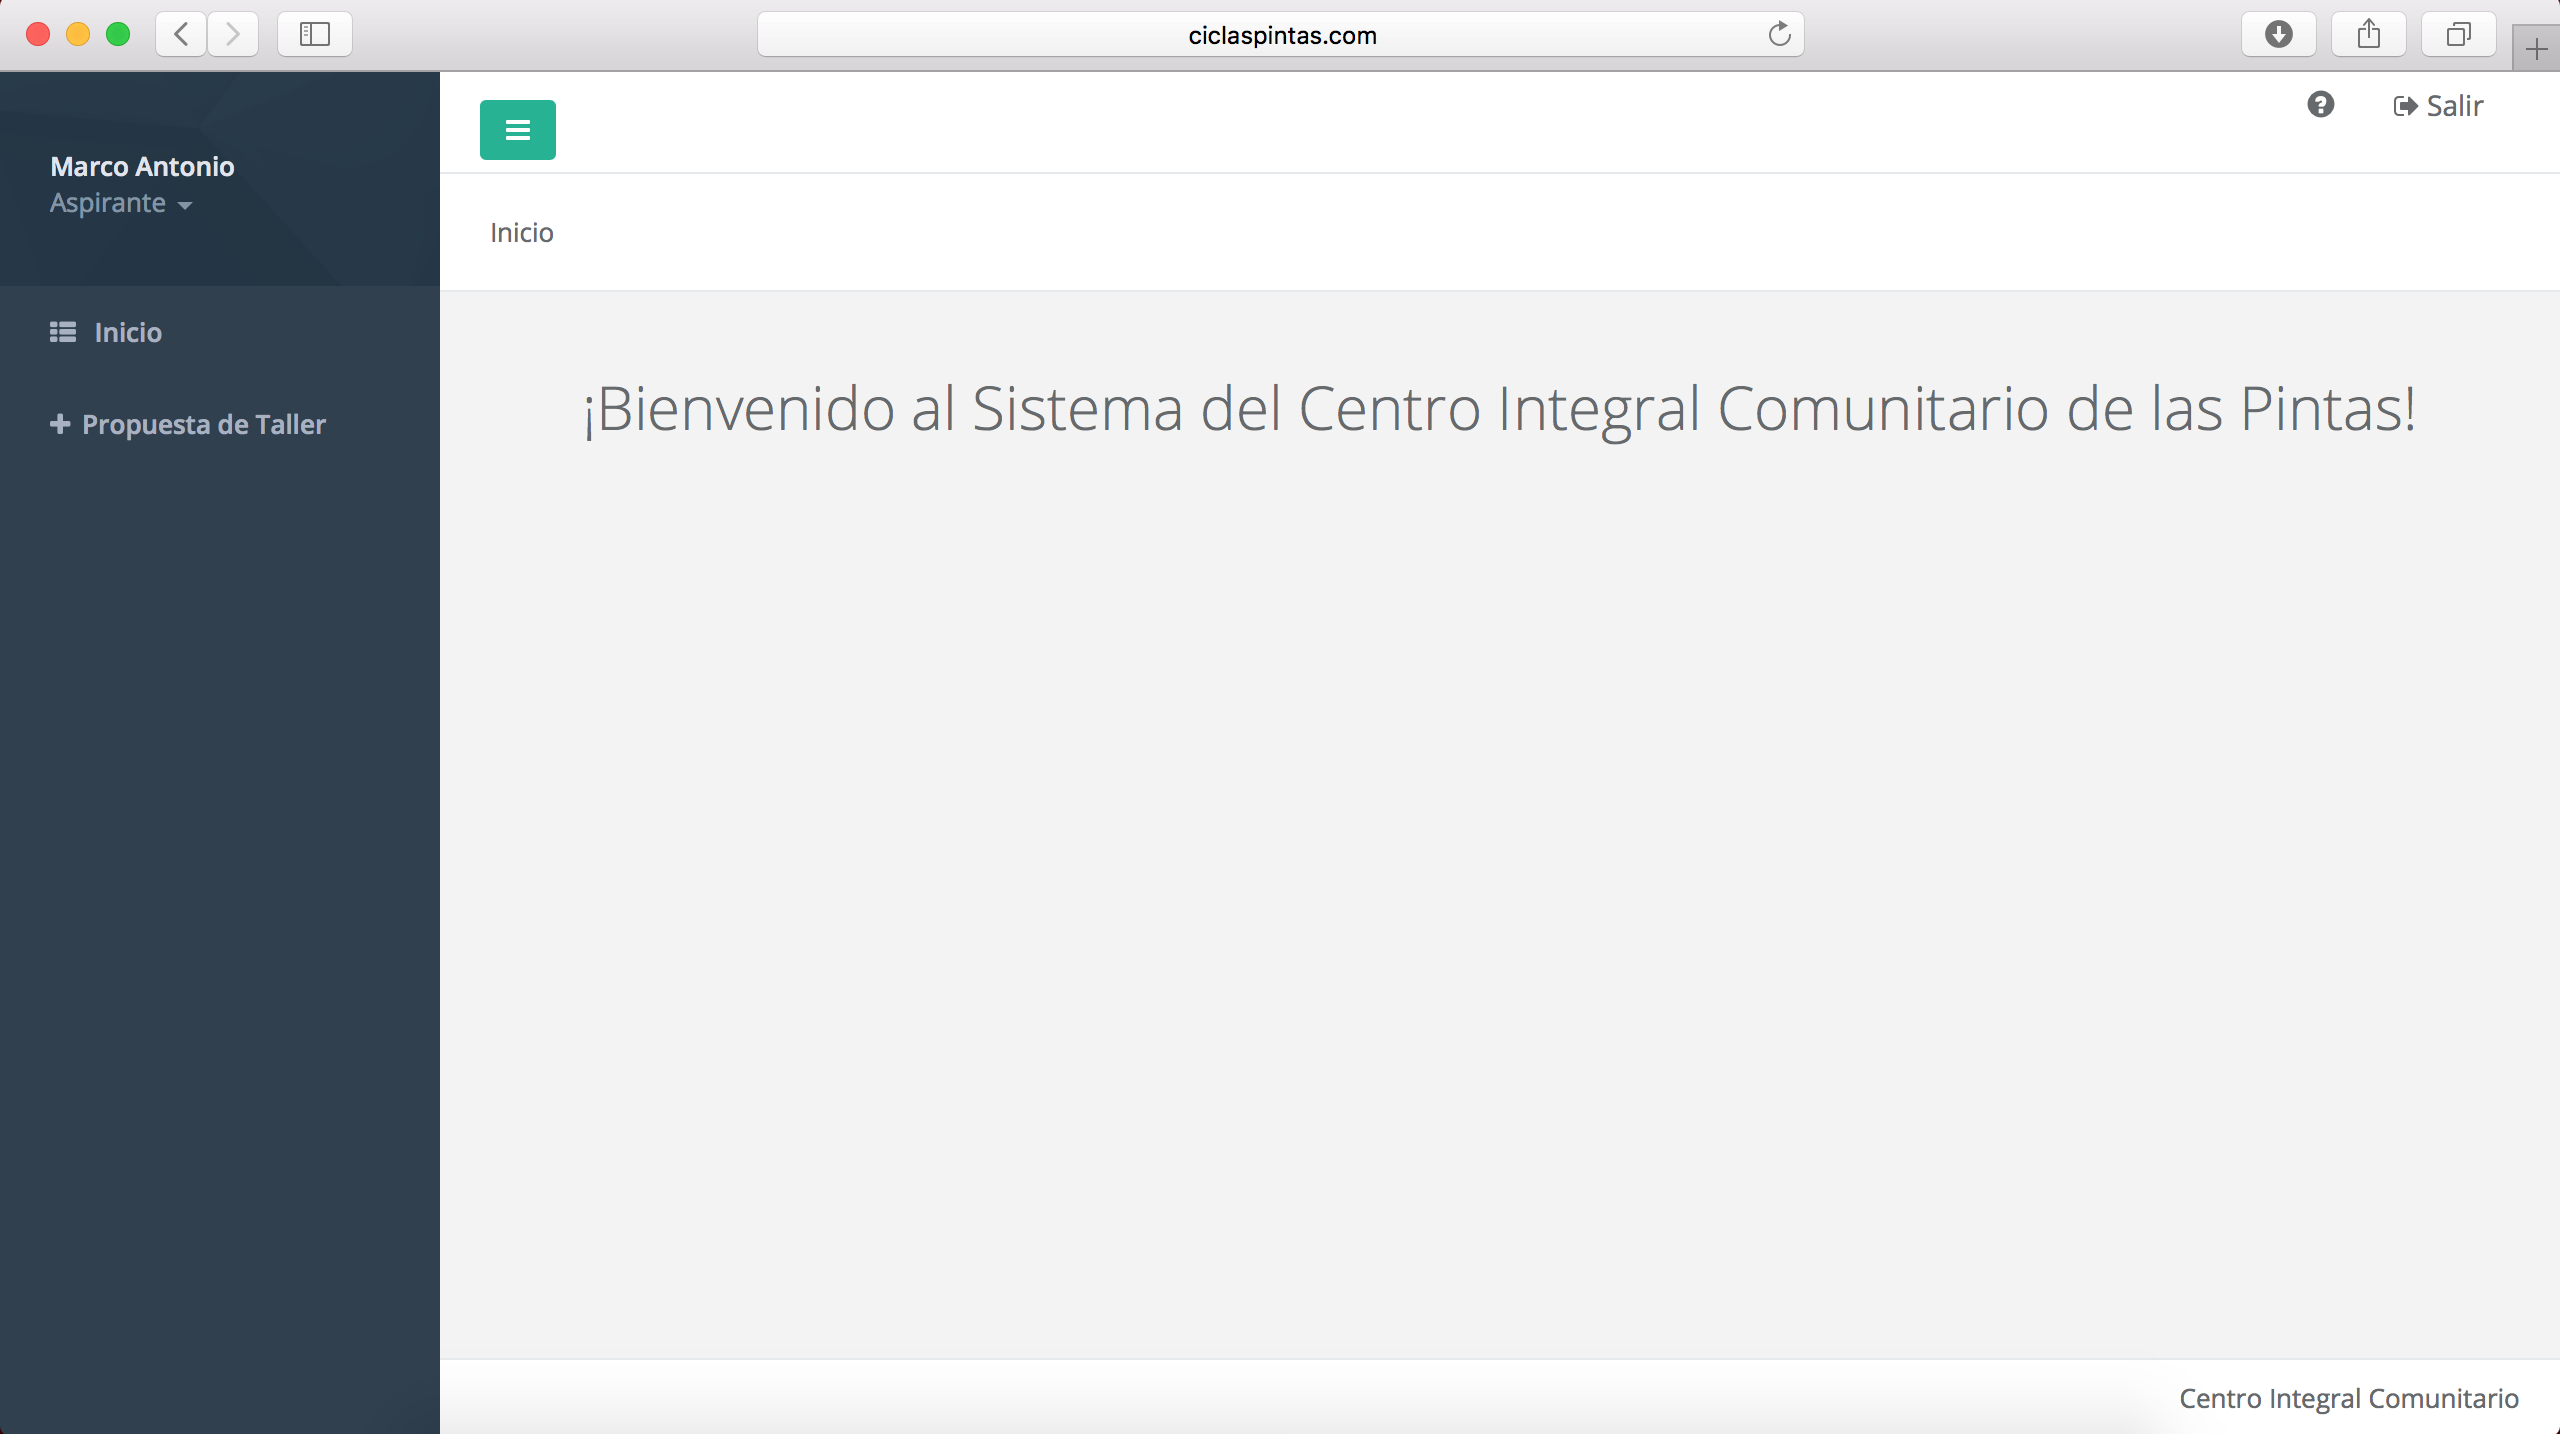 ciclaspintas.com
Salir
Marco Antonio
Aspirante
Inicio
Inicio
Propuesta de Taller
¡Bienvenido al Sistema del Centro Integral Comunitario de las Pintas!
Centro Integral Comunitario